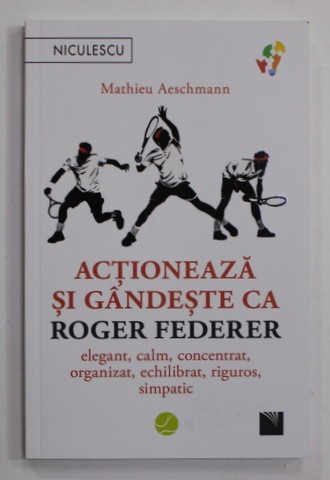 NICULESCU
Mathieu Aeschmann
ACȚIONEAZĂ
ȘI GÂNDEȘTE CA
ROGER FEDERER
elegant, calm, concentrat,
organizat, echilibrat, riguros,
simpatic